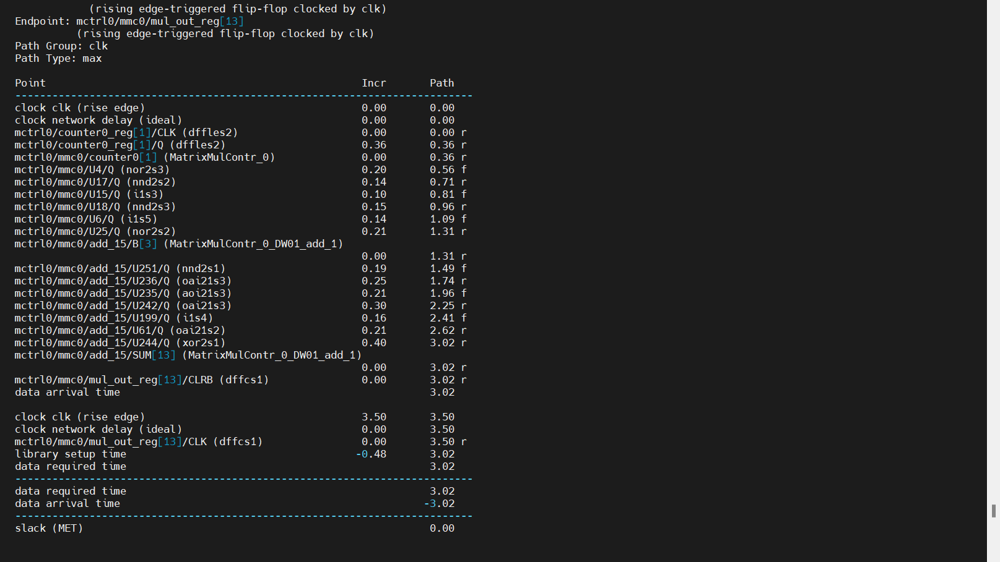 (rising edge-triggered flip-flop clocked by clk)
Endpoint: mctrl0/mmc0/mul_out_reg[13]
(rising edge-triggered flip-flop clocked by clk)
Path Group: clk
Path Type: max
Point Incr Path
--------------------------------------------------------------------------
clock clk (rise edge) 0.00 0.00
clock network delay (ideal) 0.00 0.00
mctrl0/counter0_reg[1]/CLK (dffles2) 0.00 0.00 r
mctrl0/counter0_reg[1]/Q (dffles2) 0.36 0.36 r
mctrl0/mmc0/counter0[1] (MatrixMulContr_0) 0.00 0.36 r
mctrl0/mmc0/U4/Q (nor2s3) 0.20 0.56 f
mctrl0/mmc0/U17/Q (nnd2s2) 0.14 0.71 r
mctrl0/mmc0/U15/Q (i1s3) 0.10 0.81 f
mctrl0/mmc0/U18/Q (nnd2s3) 0.15 0.96 r
mctrl0/mmc0/U6/Q (i1s5) 0.14 1.09 f
mctrl0/mmc0/U25/Q (nor2s2) 0.21 1.31 r
mctrl0/mmc0/add_15/B[3] (MatrixMulContr_0_DW01_add_1)
0.00 1.31 r
mctrl0/mmc0/add_15/U251/Q (nnd2s1) 0.19 1.49 f
mctrl0/mmc0/add_15/U236/Q (oai21s3) 0.25 1.74 r
mctrl0/mmc0/add_15/U235/Q (aoi21s3) 0.21 1.96 f
mctrl0/mmc0/add_15/U242/Q (oai21s3) 0.30 2.25 r
mctrl0/mmc0/add_15/U199/Q (i1s4) 0.16 2.41 f
mctrl0/mmc0/add_15/U61/Q (oai21s2) 0.21 2.62 r
mctrl0/mmc0/add_15/U244/Q (xor2s1) 0.40 3.02 r
mctrl0/mmc0/add_15/SUM[13] (MatrixMulContr_0_DW01_add_1)
0.00 3.02 r
mctrl0/mmc0/mul_out_reg[13]/CLRB (dffcs1) 0.00 3.02 r
data arrival time 3.02
clock clk (rise edge) 3.50 3.50
clock network delay (ideal) 0.00 3.50
mctrl0/mmc0/mul_out_reg[13]/CLK (dffcs1) 0.00 3.50 r
library setup time -0.48 3.02
data required time 3.02
--------------------------------------------------------------------------
data required time 3.02
data arrival time -3.02
--------------------------------------------------------------------------
slack (MET) 0.00